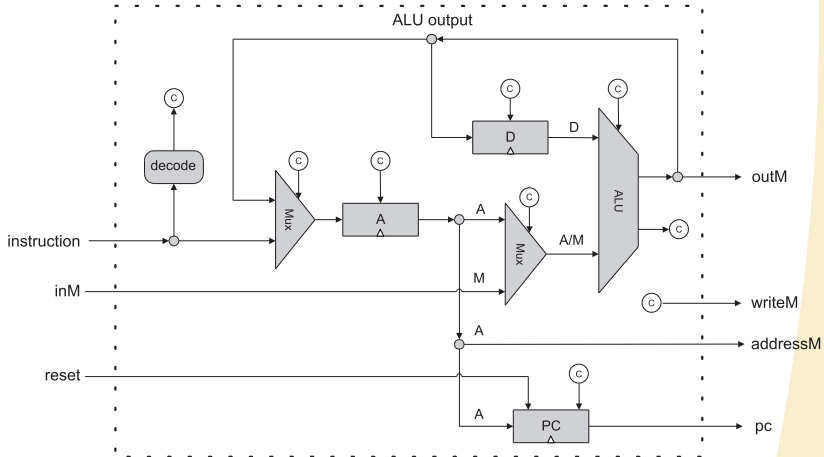 ALU output
C
C
C
D
D
C
C
decode
Mux
A
A
C
Mux
A/M
ALU
outM
C
instruction
M
inM
C
writeM
A
addressM
reset
C
A
PC
pc